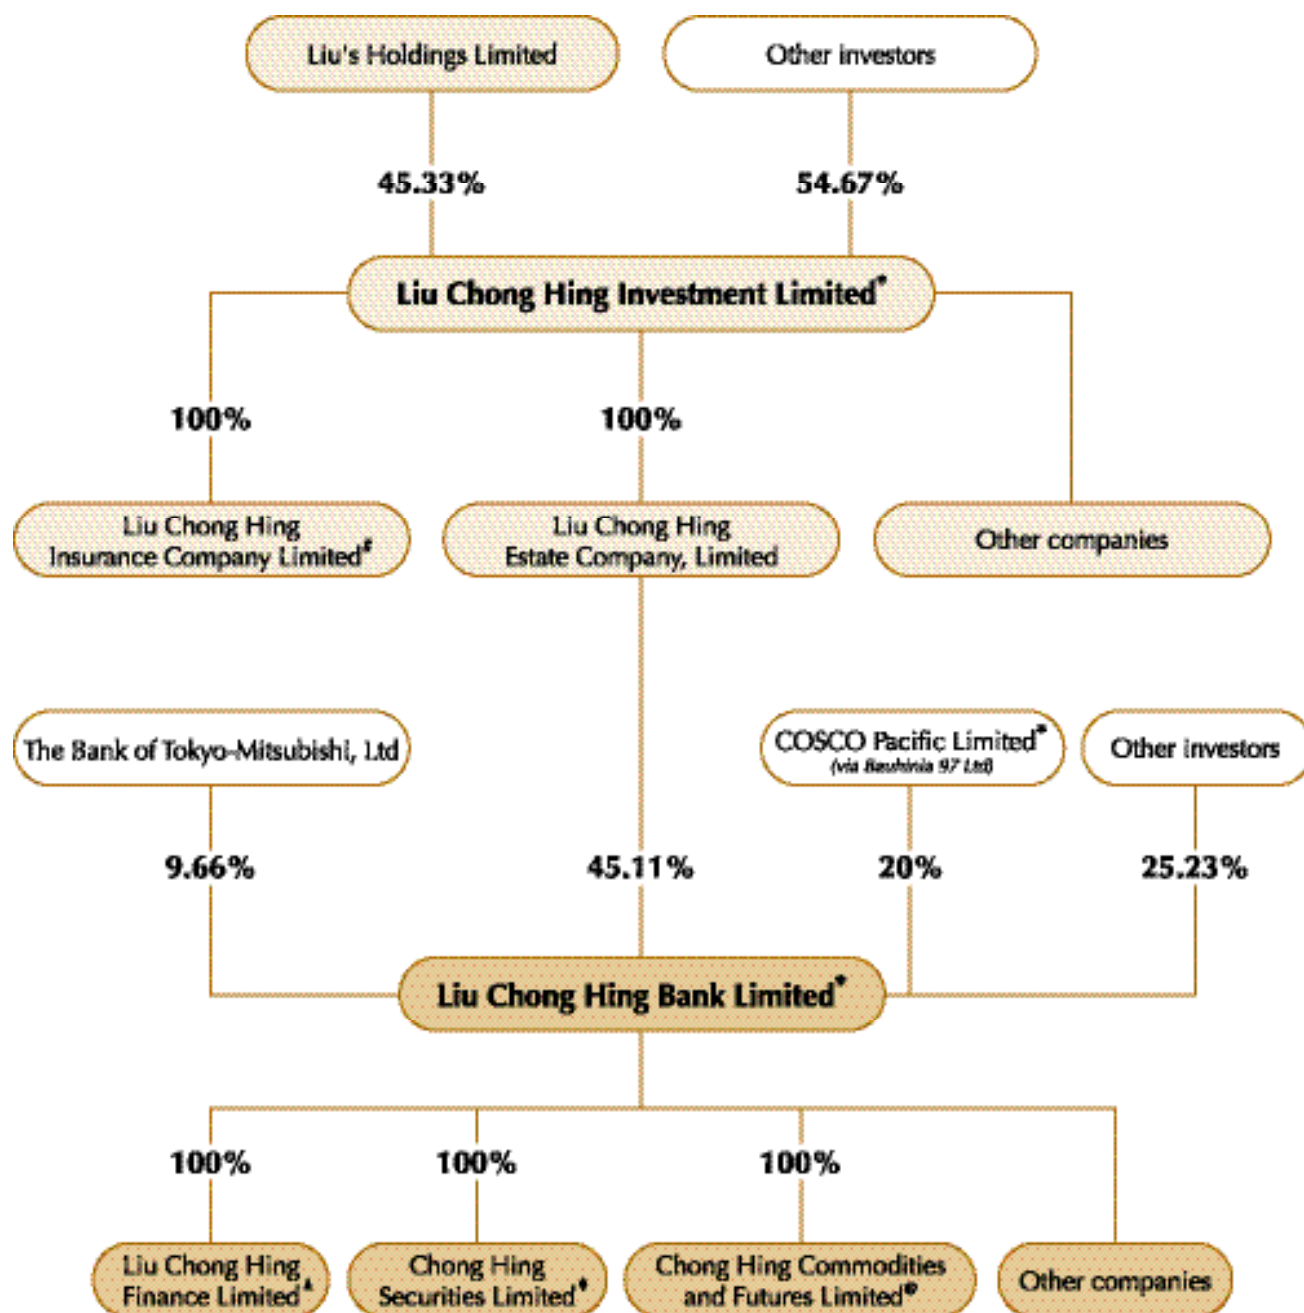 Liu's Holdings Limited
Other investors
45.33%
54.67%
Liu Chong Hing Investment Limited*
100%
100%
Liu Chong Hing
Insurance Company Limited#
Liu Chong Hing
Estate Company, Limited
Other companies
The Bank of Tokyo-Mitsubishi, Ltd
COSCO Pacific Limited*
(via Bauhinia 97 Ltd)
Other investors
9.66%
45.11%
20%
25.23%
Liu Chong Hing Bank Limited*
100%
100%
100%
Liu Chong Hing
Finance Limited
Chong Hing
Securities Limited
Chong Hing Commodities
and Futures Limited
Other companies